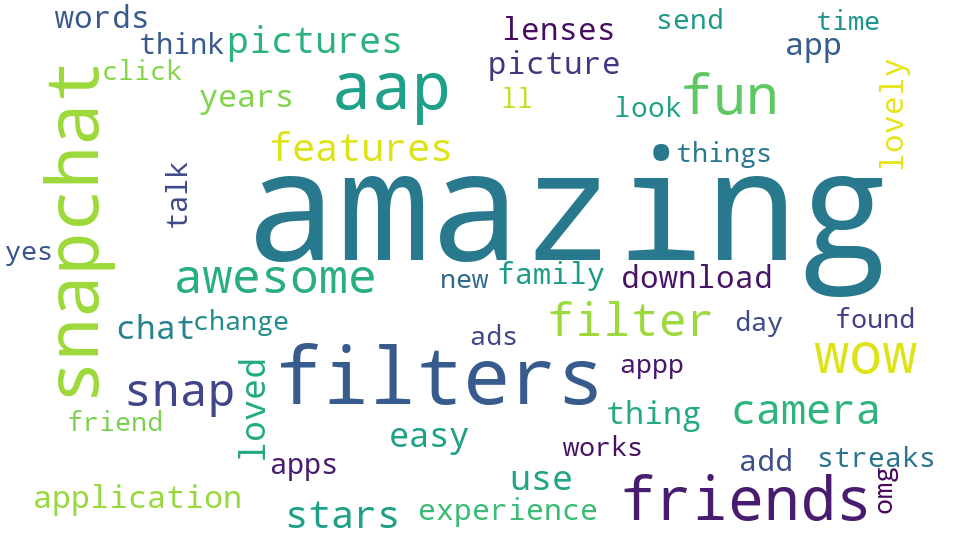 words
think
pictures
lenses
send
time
app
click
picture
years
aap
ll
look
fun
lovely
snapchat
features
things
talk
amazing
yes
awesome
new
family
download
chat
change
filter
day
found
ads
wow
filters
appp
snap
loved
friend
thing
camera
easy
works
apps
add
streaks
use
omg
application
stars
experience
friends